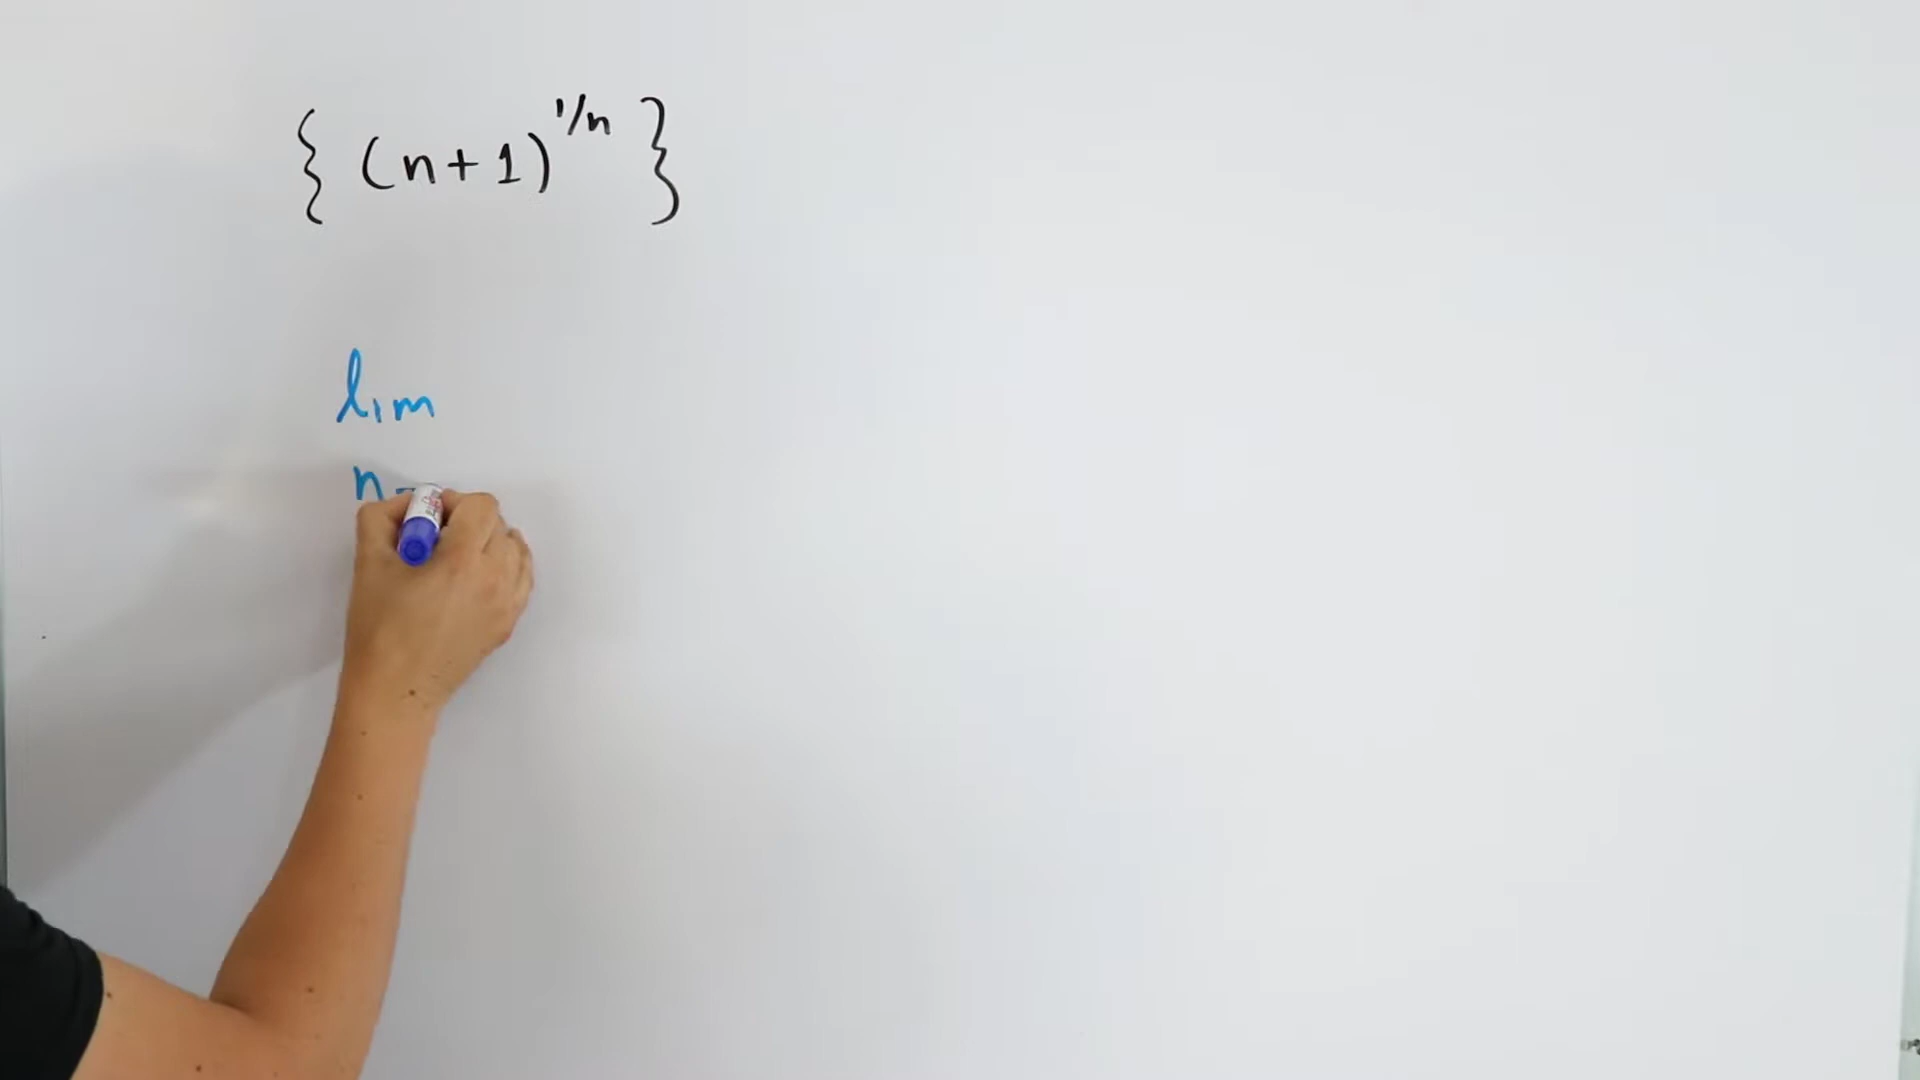 { (n+1)^1/n }
lim
n